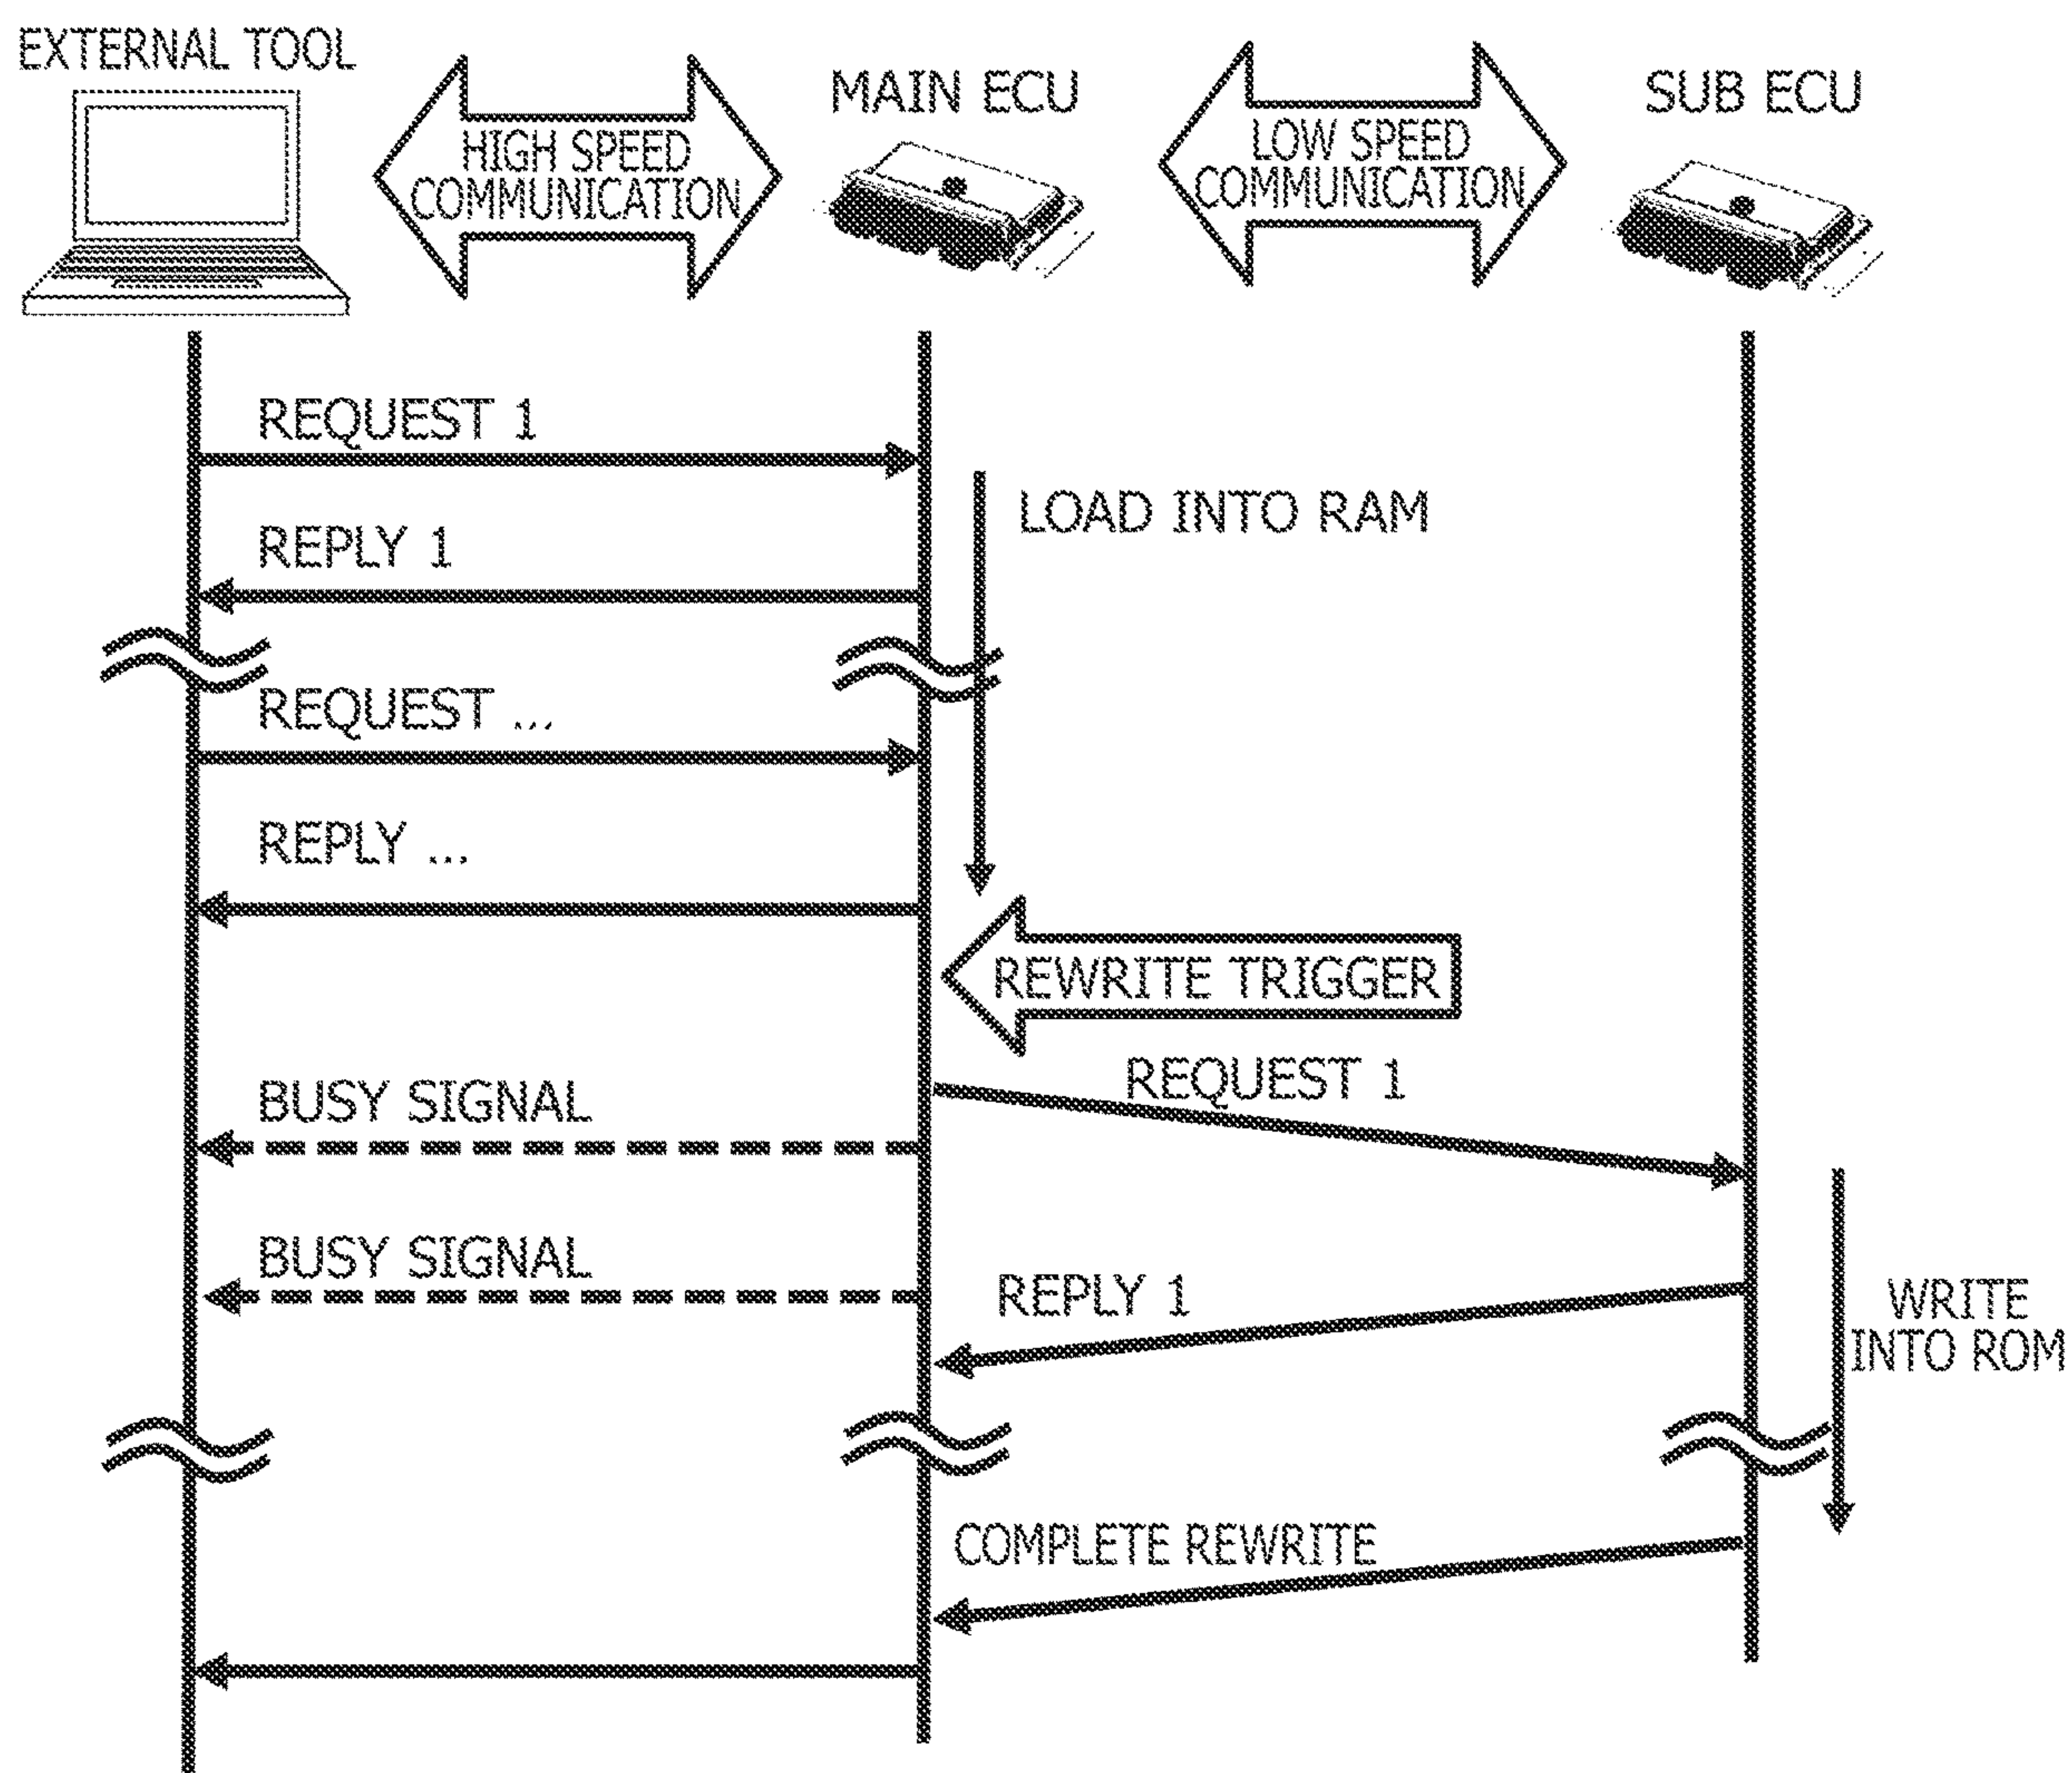 EXTERNAL TOOL
HIGH SPEED
COMMUNICATION
MAIN ECU
LOW SPEED
COMMUNICATION
SUB ECU
REQUEST 1
LOAD INTO RAM
REPLY 1
REQUEST ...
REPLY ...
REWRITE TRIGGER
REQUEST 1
BUSY SIGNAL
BUSY SIGNAL
REPLY 1
WRITE
INTO ROM
COMPLETE REWRITE